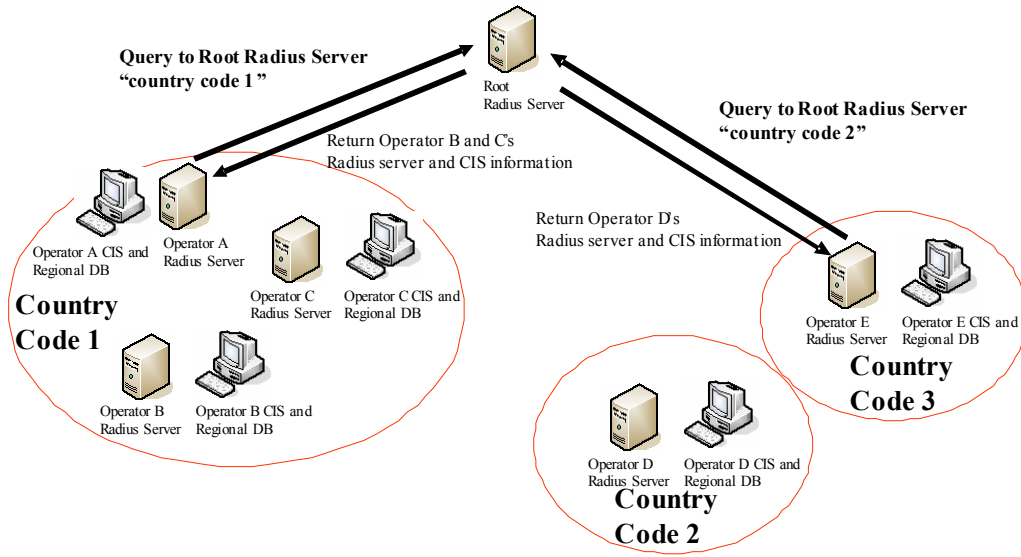 Query to Root Radius Server
“country code 1”
Root
Radius Server
Query to Root Radius Server
“country code 2”
Return Operator B and C's
Radius server and CIS information
Return Operator D's
Radius server and CIS information
Operator A CIS and
Regional DB
Operator A
Radius Server
Operator C
Radius Server
Operator C CIS and
Regional DB
Country
Code 1
Operator B
Radius Server
Operator B CIS and
Regional DB
Operator E
Radius Server
Operator E CIS and
Regional DB
Country
Code 3
Operator D
Radius Server
Operator D CIS and
Regional DB
Country
Code 2